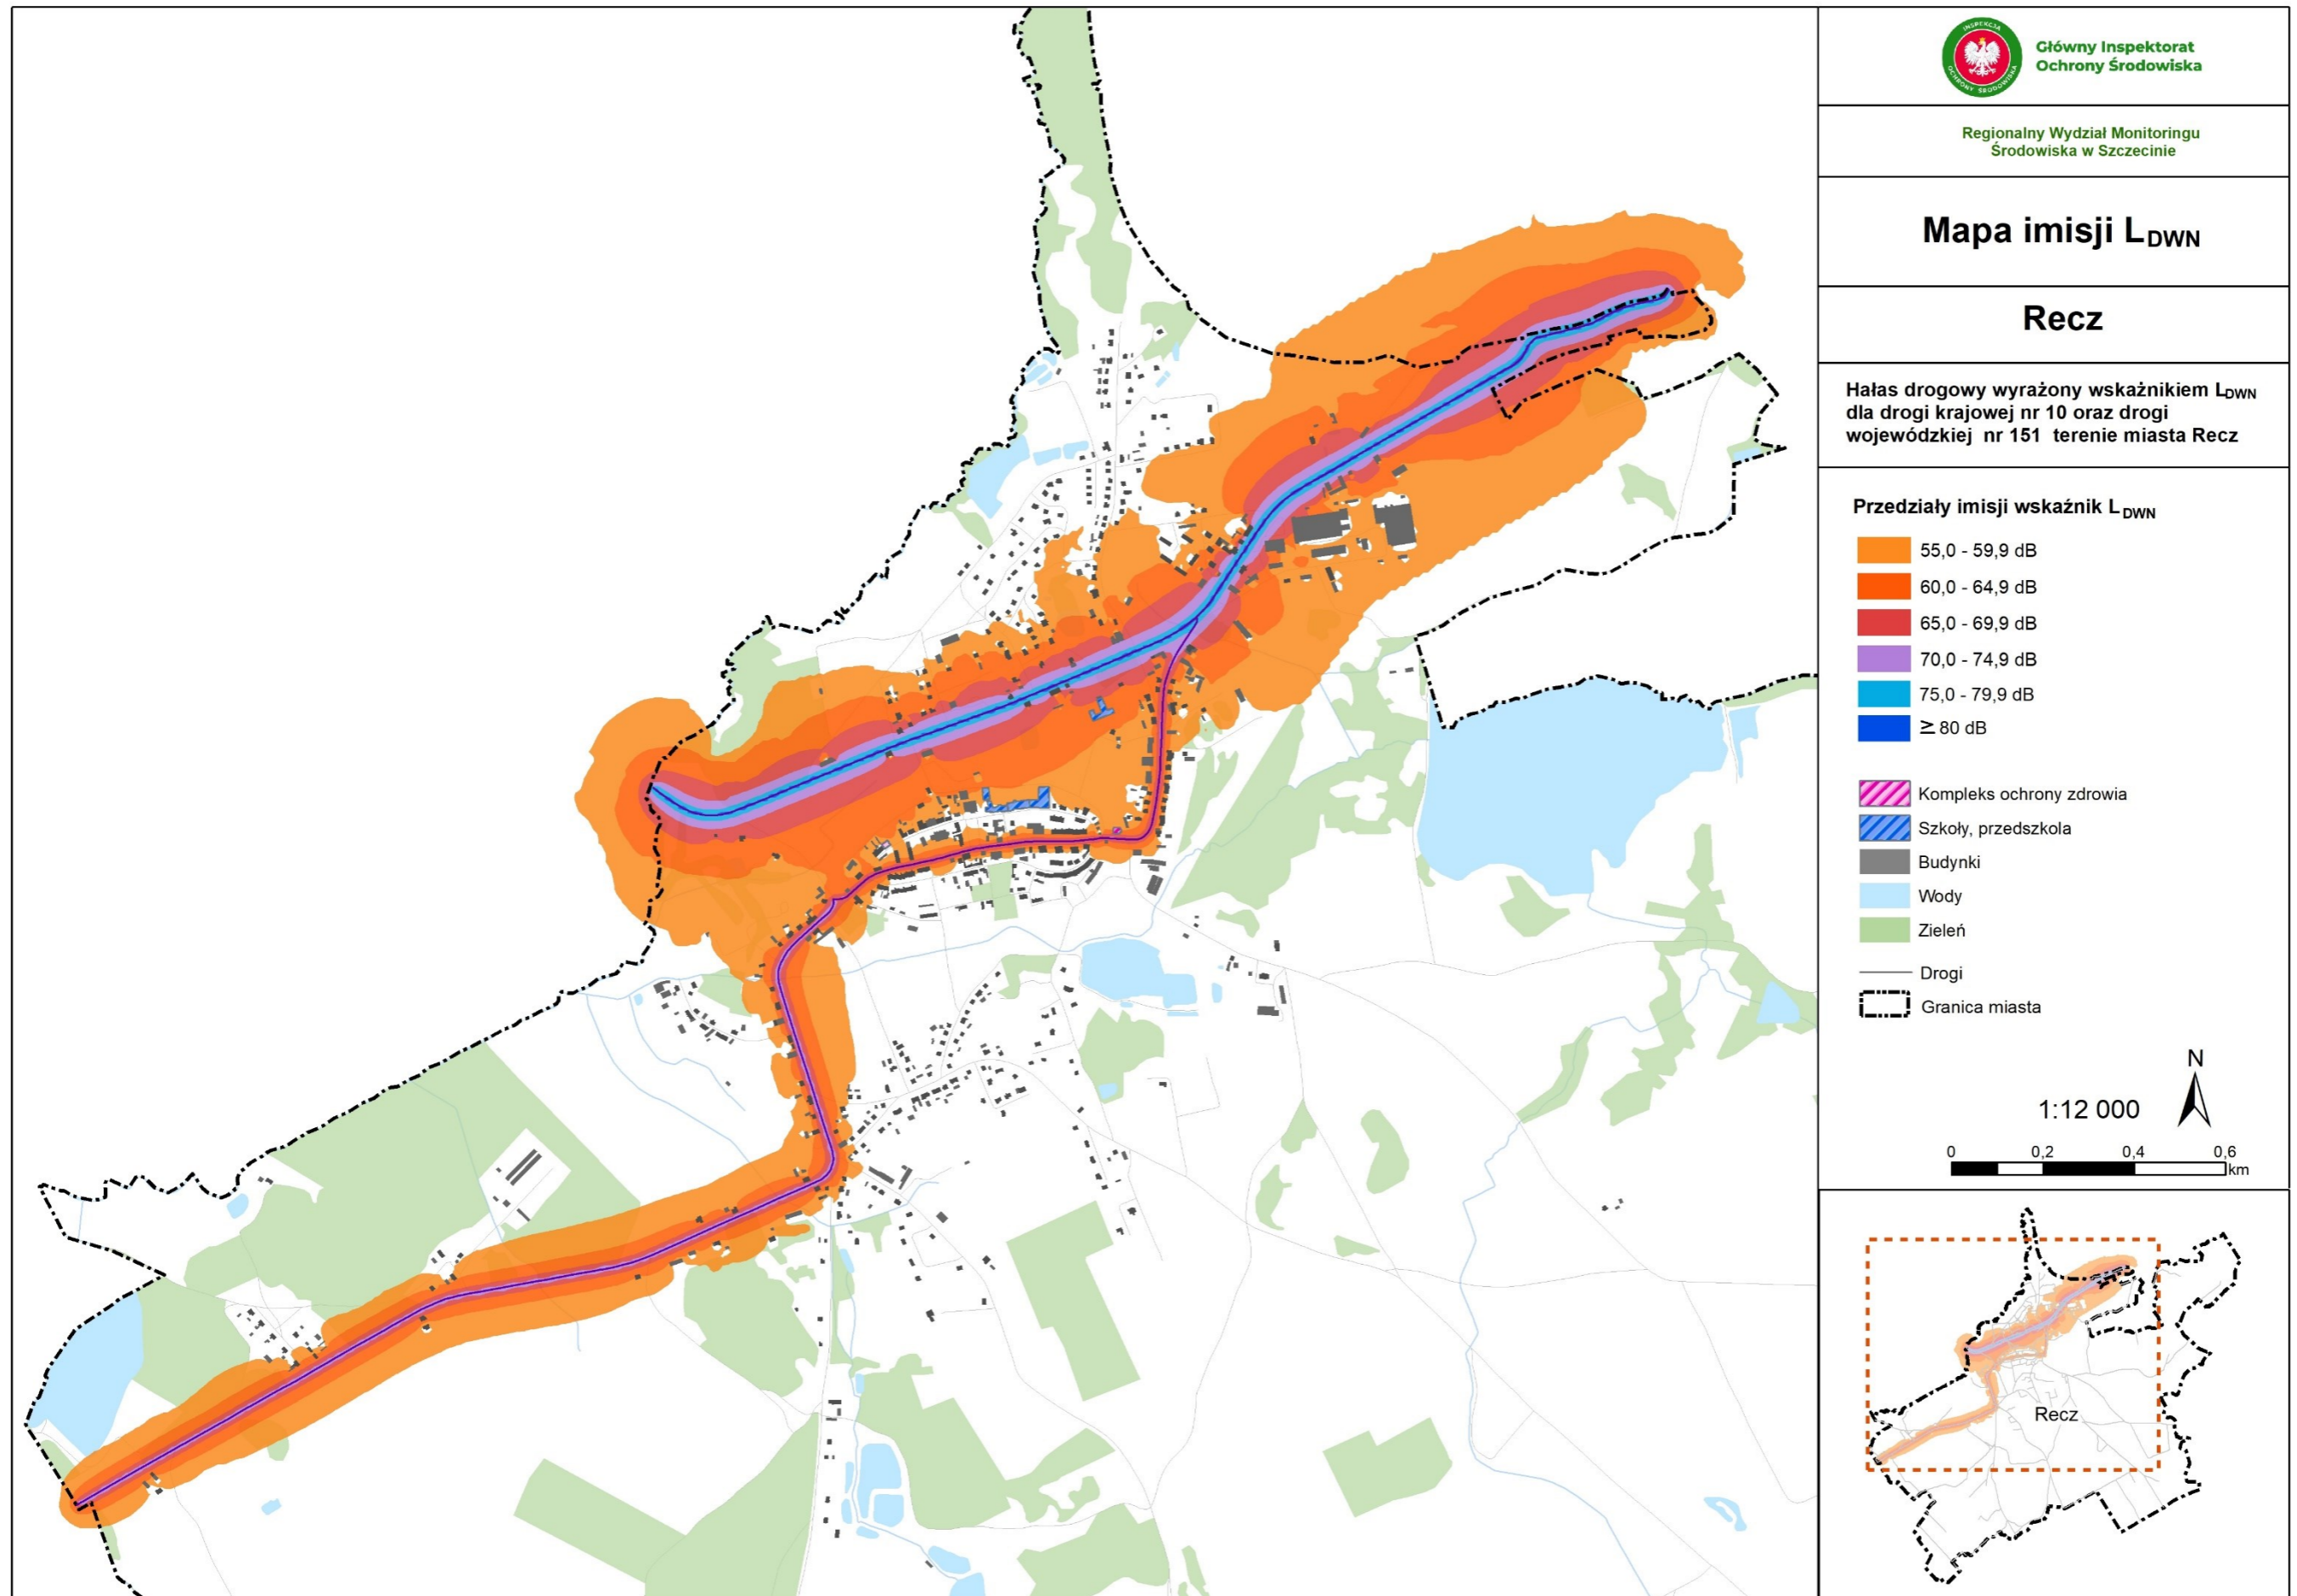 INSPEKCJA
OCHRONY ŚRODOWISKA
Główny Inspektorat
Ochrony Środowiska
Regionalny Wydział Monitoringu
Środowiska w Szczecinie
Mapa imisji LDWN
Recz
Hałas drogowy wyrażony wskaźnikiem LDWN
dla drogi krajowej nr 10 oraz drogi
wojewódzkiej nr 151 terenie miasta Recz
Przedziały imisji wskaźnik LDWN
55,0 - 59,9 dB
60,0 - 64,9 dB
65,0 - 69,9 dB
70,0 - 74,9 dB
75,0 - 79,9 dB
≥ 80 dB
Kompleks ochrony zdrowia
Szkoły, przedszkola
Budynki
Wody
Zieleń
Drogi
Granica miasta
N
1:12 000
0 0,2 0,4 0,6
km
Recz